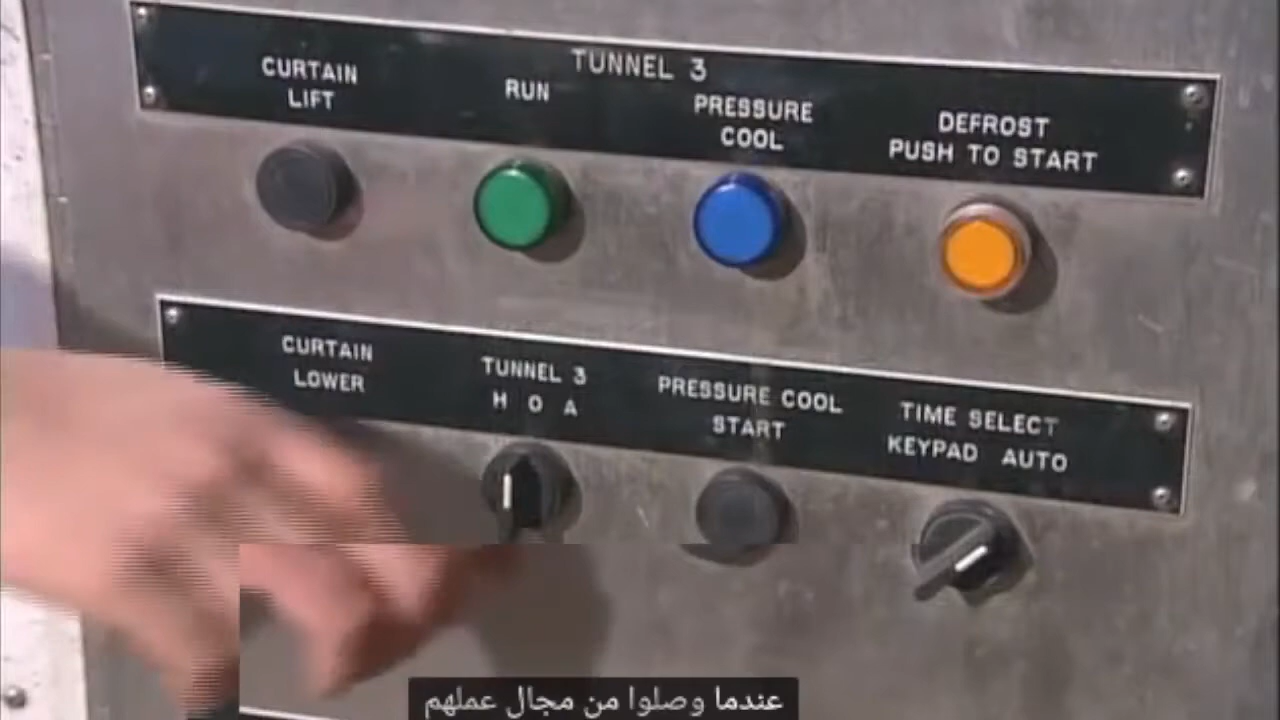 TUNNEL 3
CURTAIN
LIFT
RUN
PRESSURE
COOL
DEFROST
PUSH TO START
CURTAIN
LOWER
TUNNEL 3
H O A
PRESSURE COOL
START
TIME SELECT
KEYPAD AUTO
عندما وصلوا من مجال عملهم